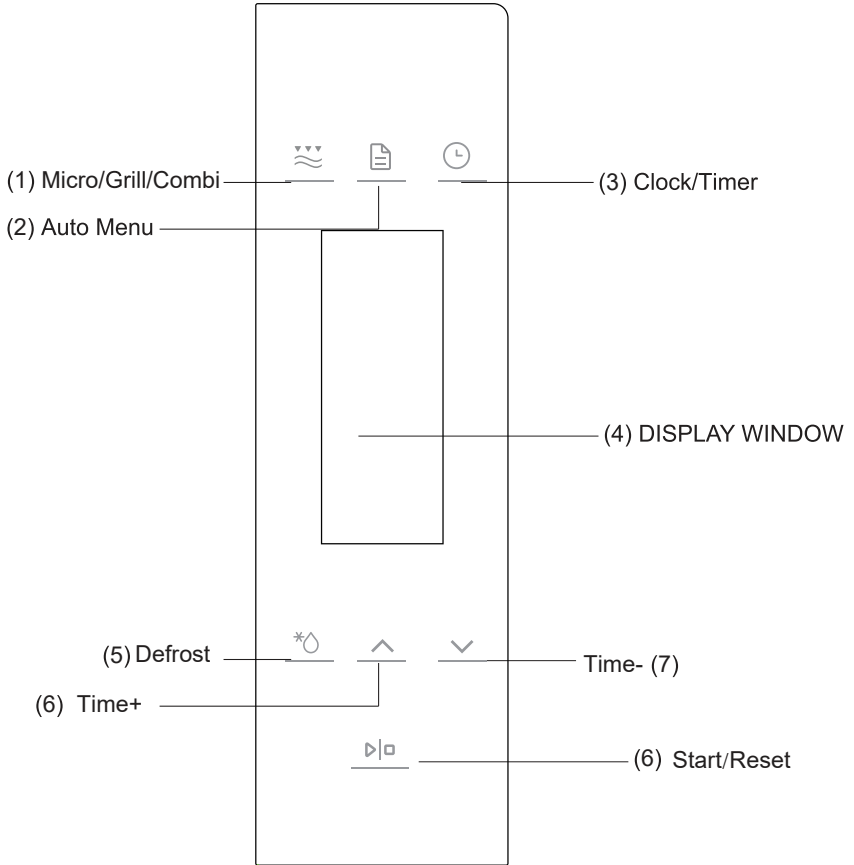 (1) Micro/Grill/Combi
(3) Clock/Timer
(2) Auto Menu
(4) DISPLAY WINDOW
(5) Defrost
Time- (7)
(6) Time+
(6) Start/Reset